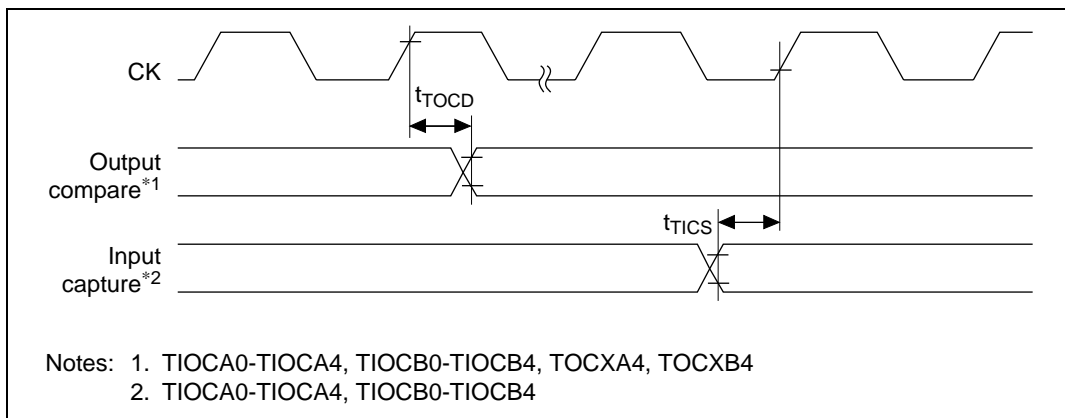 CK
tTOCD
Output
compare*1
tTICS
Input
capture*2
Notes: 1. TIOCA0-TIOCA4, TIOCB0-TIOCB4, TOCXA4, TOCXB4
2. TIOCA0-TIOCA4, TIOCB0-TIOCB4